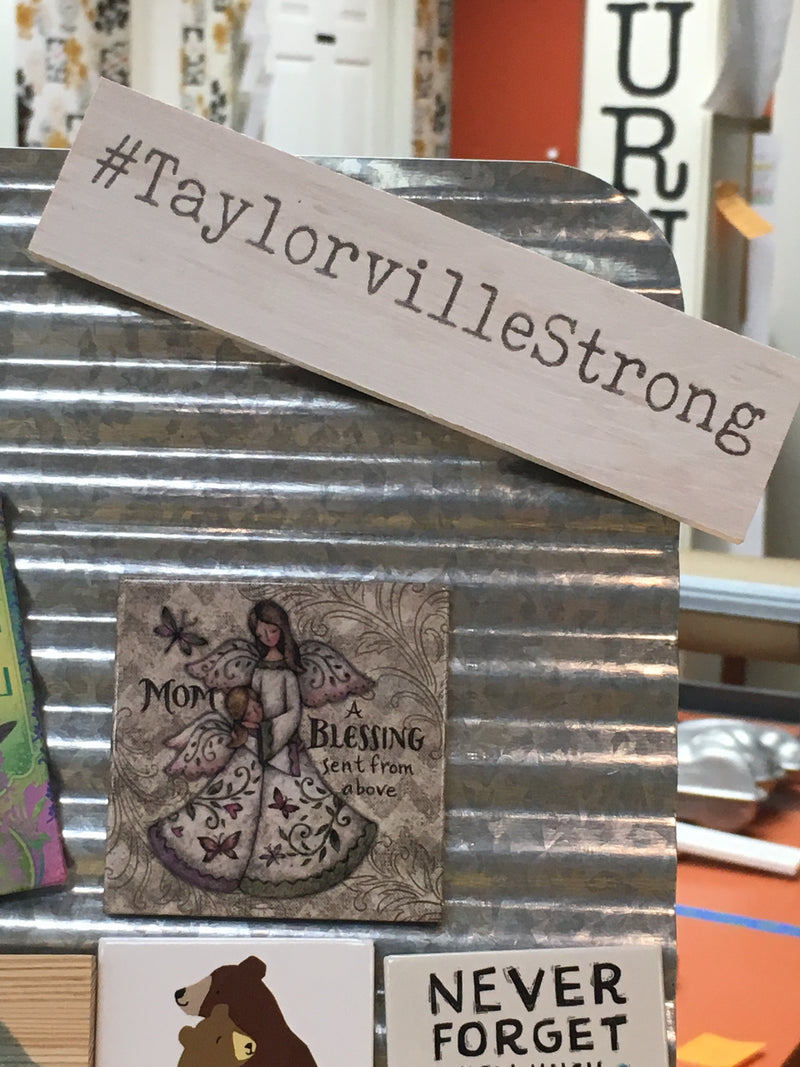 U
R
#TaylorvilleStrong
MOM
A
BLESSING
sent from
above
NEVER
FORGET